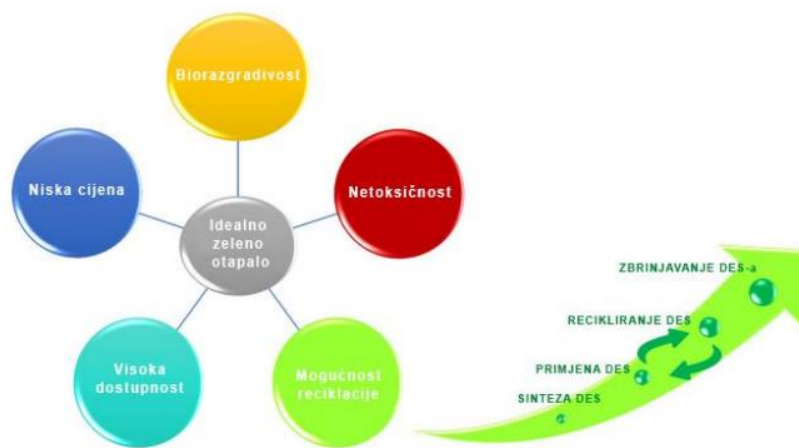 Biorazgradivost
Niska cijena
Netoksičnost
Idealno
zeleno
otapalo
Visoka
dostupnost
Mogućnost
reciklacije
ZBRINJAVANJE DES-a
RECIKLIRANJE DES
PRIMJENA DES
SINTEZA DES